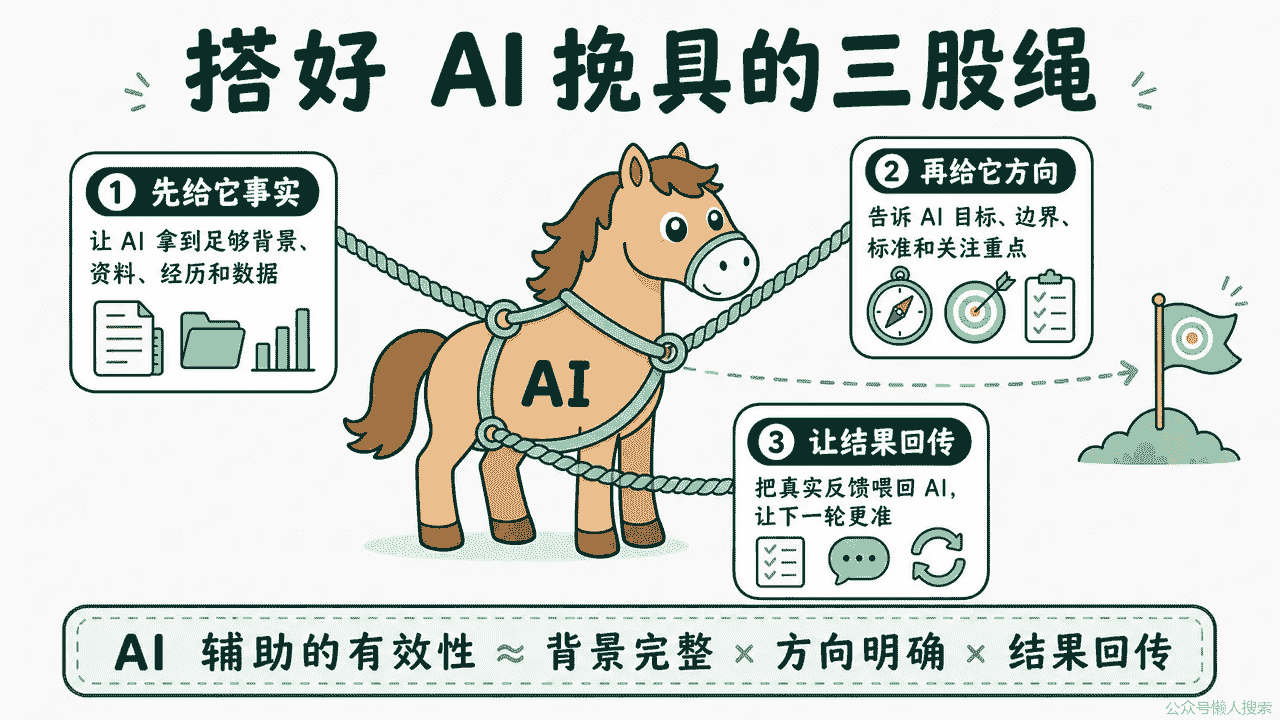 搭好 AI 挽具的三股绳
1 先给它事实
让 AI 拿到足够背景、
资料、经历和数据
2 再给它方向
告诉 AI 目标、边界、
标准和关注重点
AI
3 让结果回传
把真实反馈喂回 AI,
让下一轮更准
AI 辅助的有效性 ≈ 背景完整 × 方向明确 × 结果回传
公众号懒人搜索